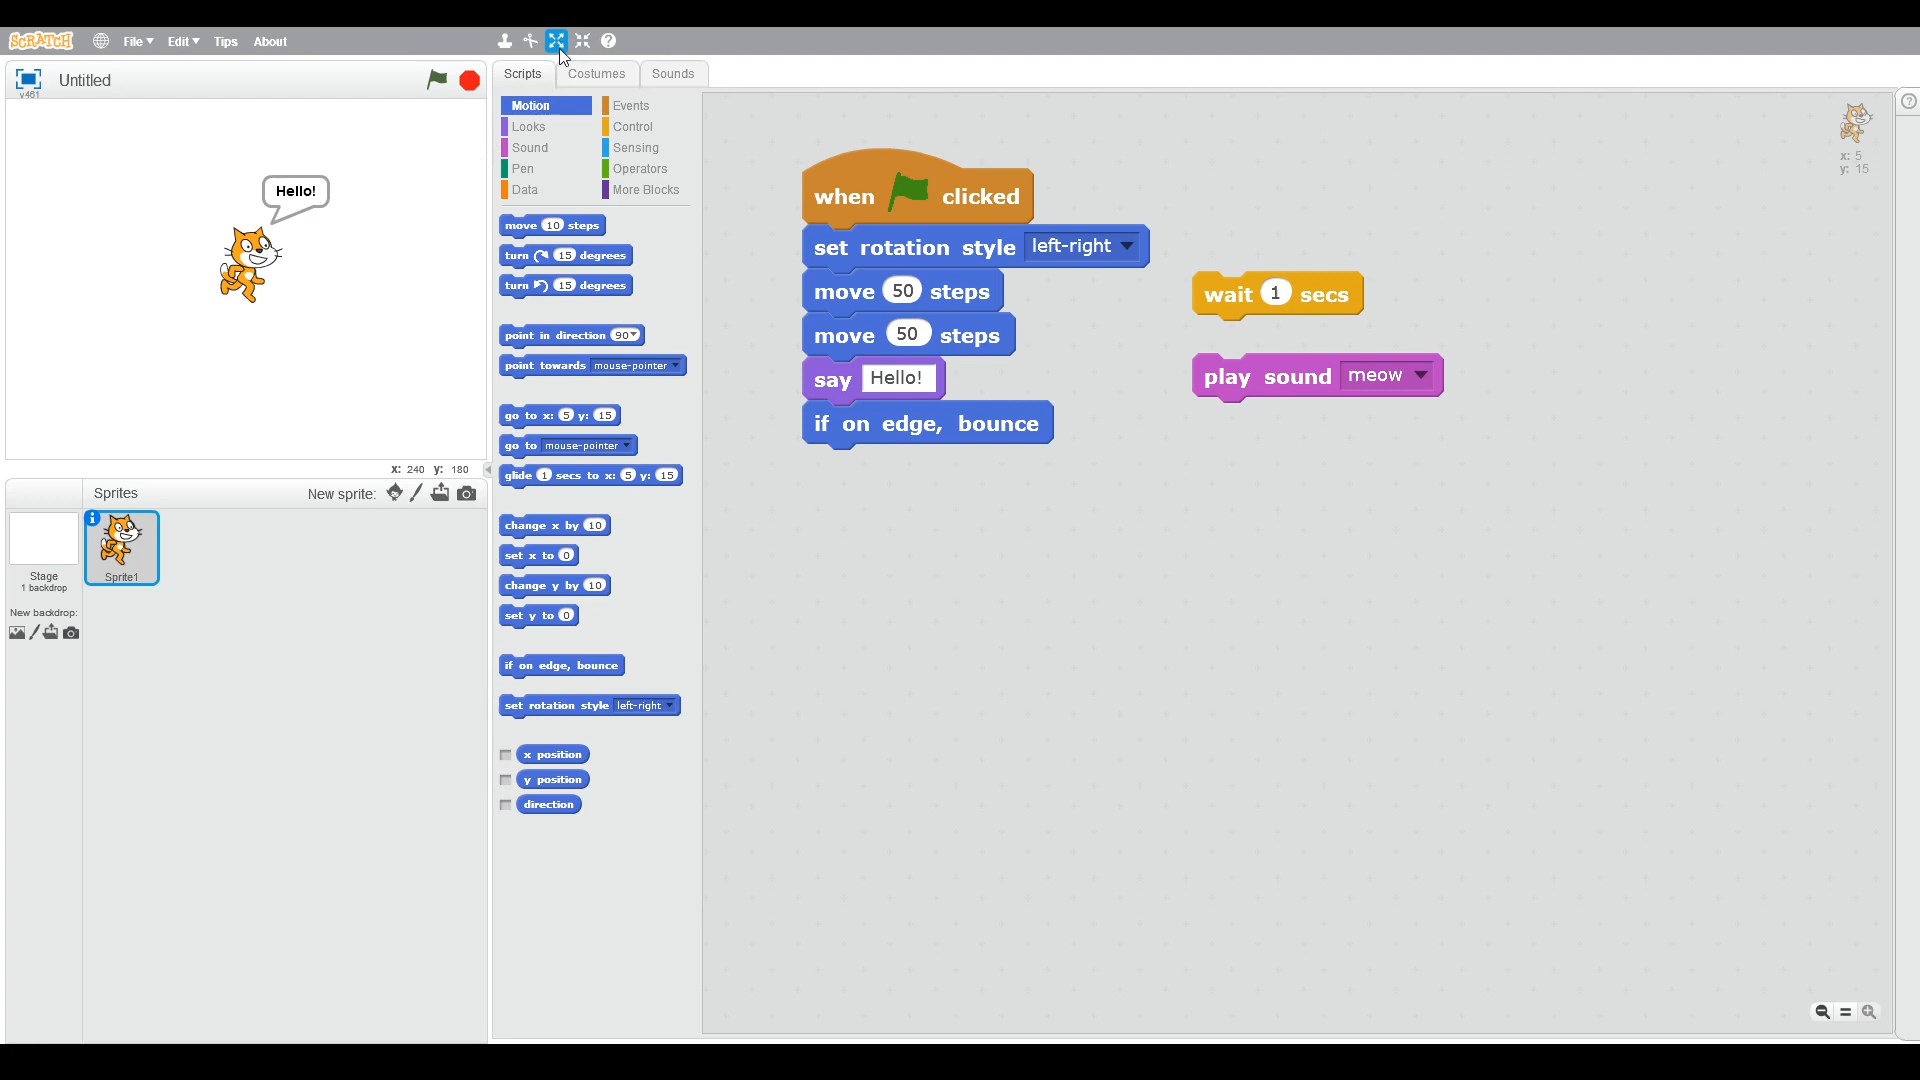 SCRATCH File Edit Tips About
Untitled
v461
Scripts Costumes Sounds
Motion Events
Looks Control
Sound Sensing
Pen Operators
Data More Blocks
Hello!
move 10 steps
turn 15 degrees
turn 15 degrees
point in direction 90
point towards mouse-pointer
go to x: 5 y: 15
go to mouse-pointer
glide 1 secs to x: 5 y: 15
change x by 10
set x to 0
change y by 10
set y to 0
if on edge, bounce
set rotation style left-right
x position
y position
direction
when clicked
set rotation style left-right
move 50 steps
move 50 steps
say Hello!
if on edge, bounce
wait 1 secs
play sound meow
x: 5
y: 15
x: 240 y: 180
Sprites New sprite:
Sprite1
Stage
1 backdrop
New backdrop: